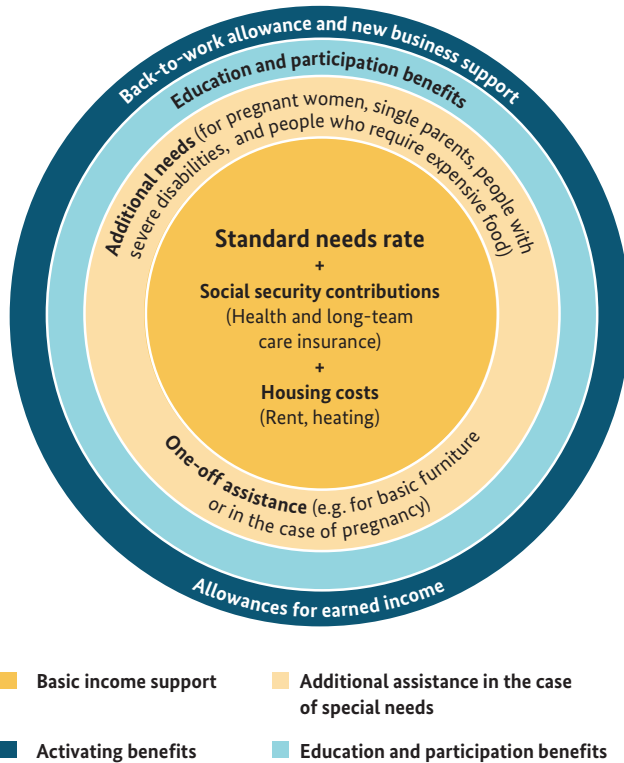 Back-to-work allowance and new business support
Education and participation benefits
Additional needs (for pregnant women, single parents, people with
severe disabilities, and people who require expensive food)
Standard needs rate
+
Social security contributions
(Health and long-team
care insurance)
+
Housing costs
(Rent, heating)
One-off assistance (e.g. for basic furniture
or in the case of pregnancy)
Allowances for earned income
Basic income support
Additional assistance in the case
of special needs
Activating benefits
Education and participation benefits